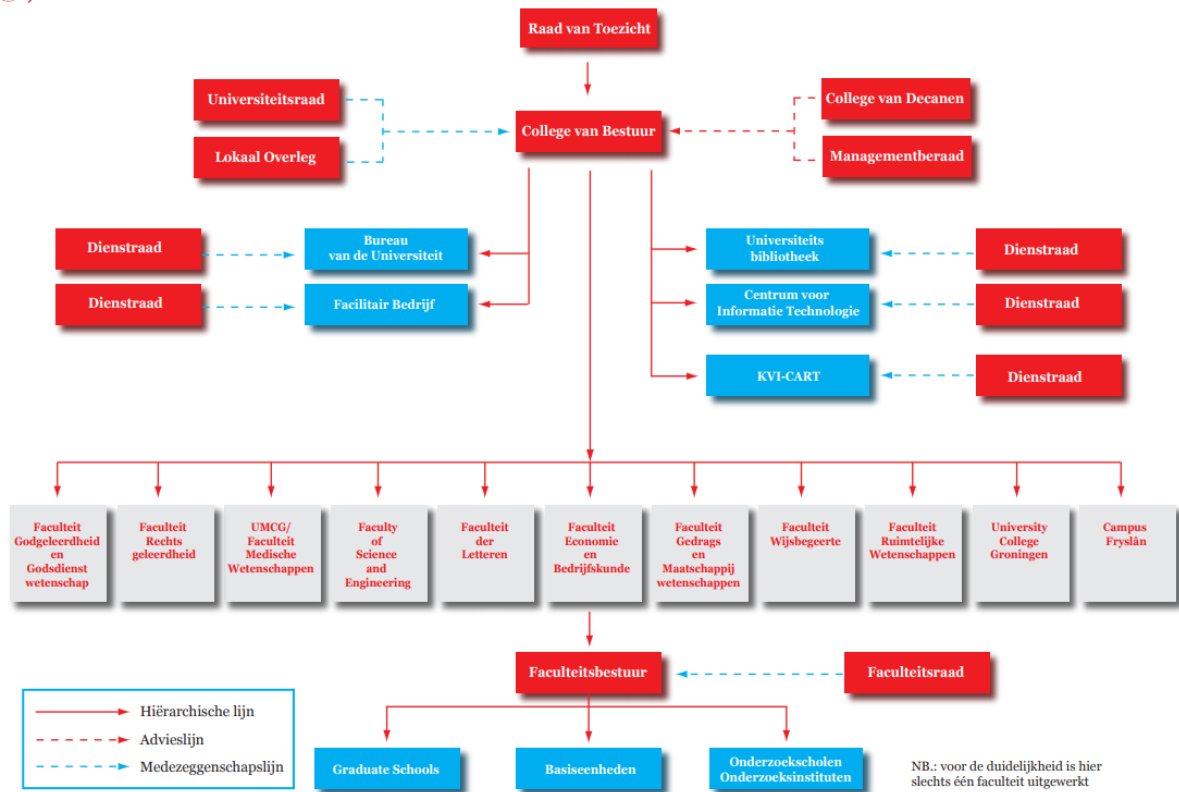 Raad van Toezicht
Universiteitsraad
College van Decanen
College van Bestuur
Lokaal Overleg
Managementberaad
Dienstraad
Bureau
van de Universiteit
Universiteits
bibliotheek
Dienstraad
Dienstraad
Facilitair Bedrijf
Centrum voor
Informatie Technologie
Dienstraad
KVI-CART
Dienstraad
Faculteit
Godgeleerdheid
en
Godsdienst
wetenschap
Faculteit
Rechts
geleerdheid
UMCG/
Faculteit
Medische
Wetenschappen
Faculty
of
Science
and
Engineering
Faculteit
der
Letteren
Faculteit
Economie
en
Bedrijfskunde
Faculteit
Gedrags
en
Maatschappij
wetenschappen
Faculteit
Wijsbegeerte
Faculteit
Ruimtelijke
Wetenschappen
University
College
Groningen
Campus
Fryslân
Faculteitsbestuur
Faculteitsraad
Hiërarchische lijn
Advieslijn
Medezeggenschapslijn
Graduate Schools
Basiseenheden
Onderzoekscholen
Onderzoeksinstituten
NB.: voor de duidelijkheid is hier
slechts één faculteit uitgewerkt